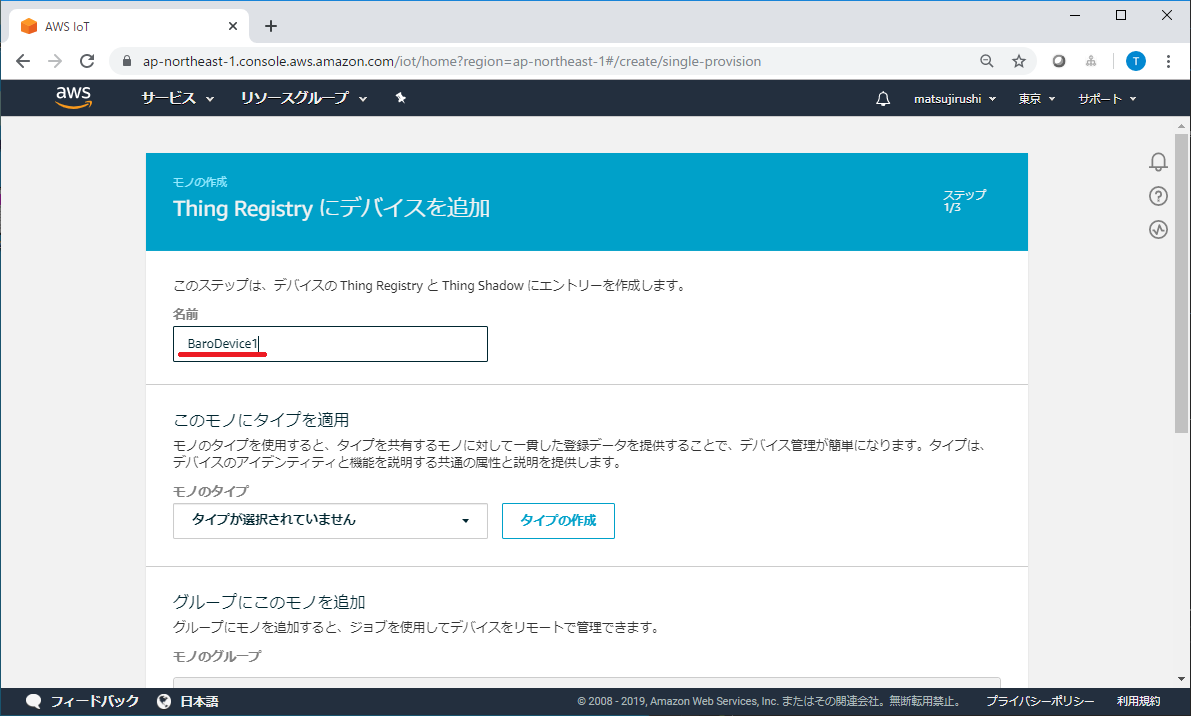 AWS IoT
ap-northeast-1.console.aws.amazon.com/iot/home?region=ap-northeast-1#/create/single-provision
T
aws サービス リソースグループ matsujirushi 東京 サポート
モノの作成
Thing Registry にデバイスを追加
ステップ
1/3
このステップは、デバイスの Thing Registry と Thing Shadow にエントリーを作成します。
名前
BaroDevice1
このモノにタイプを適用
モノのタイプを使用すると、タイプを共有するモノに対して一貫した登録データを提供することで、デバイス管理が簡単になります。タイプは、
デバイスのアイデンティティと機能を説明する共通の属性と説明を提供します。
モノのタイプ
タイプが選択されていません タイプの作成
グループにこのモノを追加
グループにモノを追加すると、ジョブを使用してデバイスをリモートで管理できます。
モノのグループ
フィードバック 日本語 © 2008 - 2019, Amazon Web Services, Inc. またはその関連会社。無断転用禁止。 プライバシーポリシー 利用規約